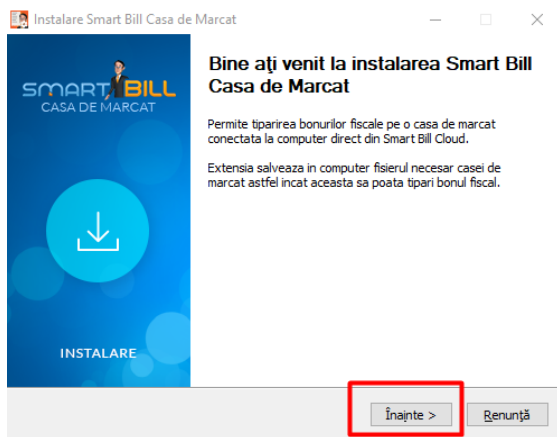 Instalare Smart Bill Casa de Marcat
SMART BILL
CASA DE MARCAT
INSTALARE
Bine aţi venit la instalarea Smart Bill
Casa de Marcat
Permite tiparirea bonurilor fiscale pe o casa de marcat
conectata la computer direct din Smart Bill Cloud.
Extensia salveaza in computer fisierul necesar casei de
marcat astfel incat aceasta sa poata tipari bonul fiscal.
Înainte >
Renunţă